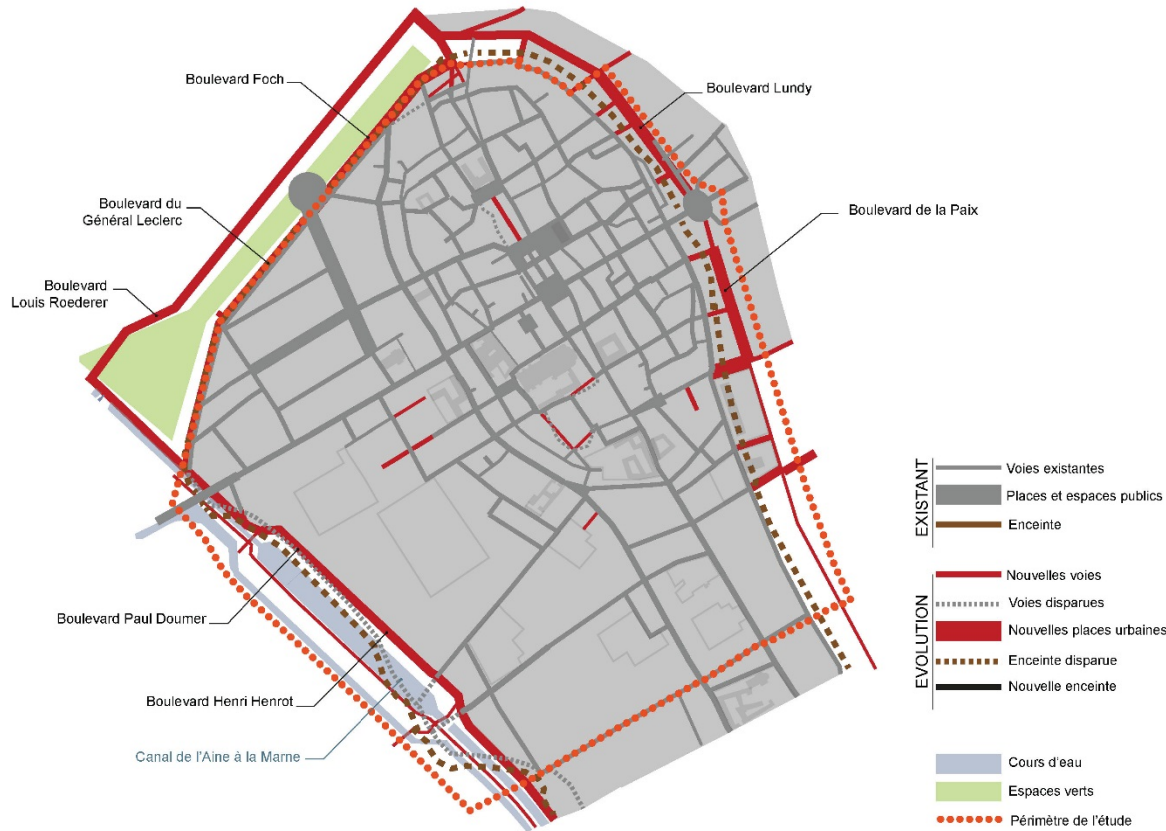 Boulevard Foch
Boulevard Lundy
Boulevard du
Général Leclerc
Boulevard de la Paix
Boulevard
Louis Roederer
Boulevard Paul Doumer
Boulevard Henri Henrot
Canal de l'Aine à la Marne
EXISTANT
Voies existantes
Places et espaces publics
Enceinte
EVOLUTION
Nouvelles voies
Voies disparues
Nouvelles places urbaines
Enceinte disparue
Nouvelle enceinte
Cours d'eau
Espaces verts
Périmètre de l'étude